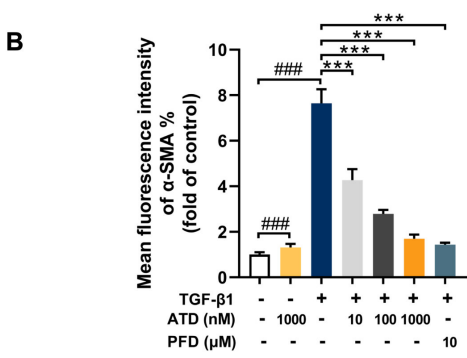 B
***
***
***
***
###
###
Mean fluorescence intensity
of α-SMA %
(fold of control)
10
8
6
4
2
0
TGF-β1 - - + + + + +
ATD (nM) - 1000 - 10 100 1000 -
PFD (μM) - - - - - - 10